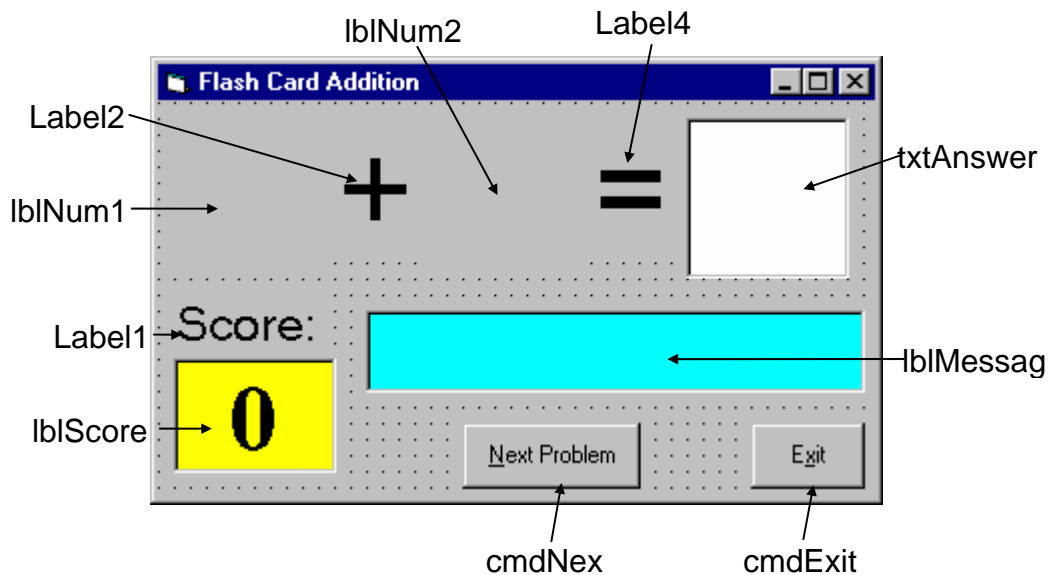 lblNum2
Label4
Flash Card Addition
Label2
+
=
txtAnswer
lblNum1
Label1
Score:
lblMessag
lblScore
0
Next Problem
Exit
cmdNex
cmdExit